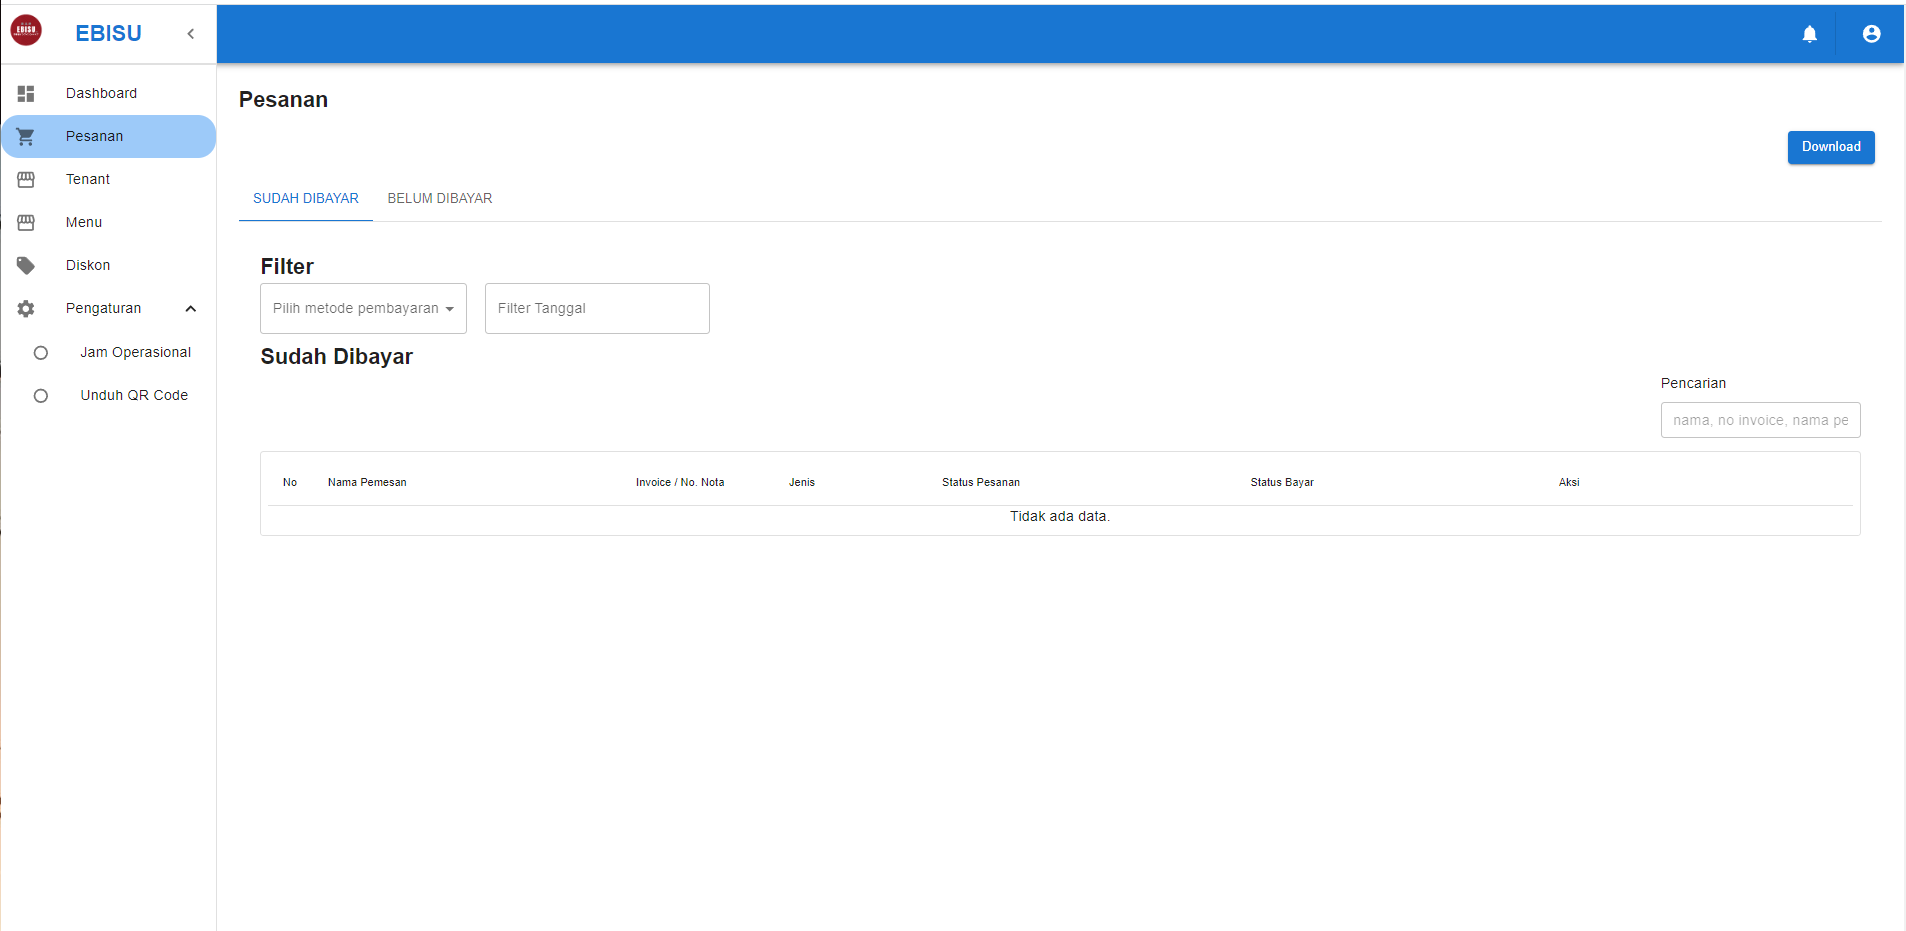 EBISU
EBISU
Dashboard
Pesanan
Tenant
Menu
Diskon
Pengaturan
Jam Operasional
Unduh QR Code
Pesanan
Download
SUDAH DIBAYAR BELUM DIBAYAR
Filter
Pilih metode pembayaran Filter Tanggal
Sudah Dibayar
Pencarian
nama, no invoice, nama pe
No Nama Pemesan Invoice / No. Nota Jenis Status Pesanan Status Bayar Aksi
Tidak ada data.